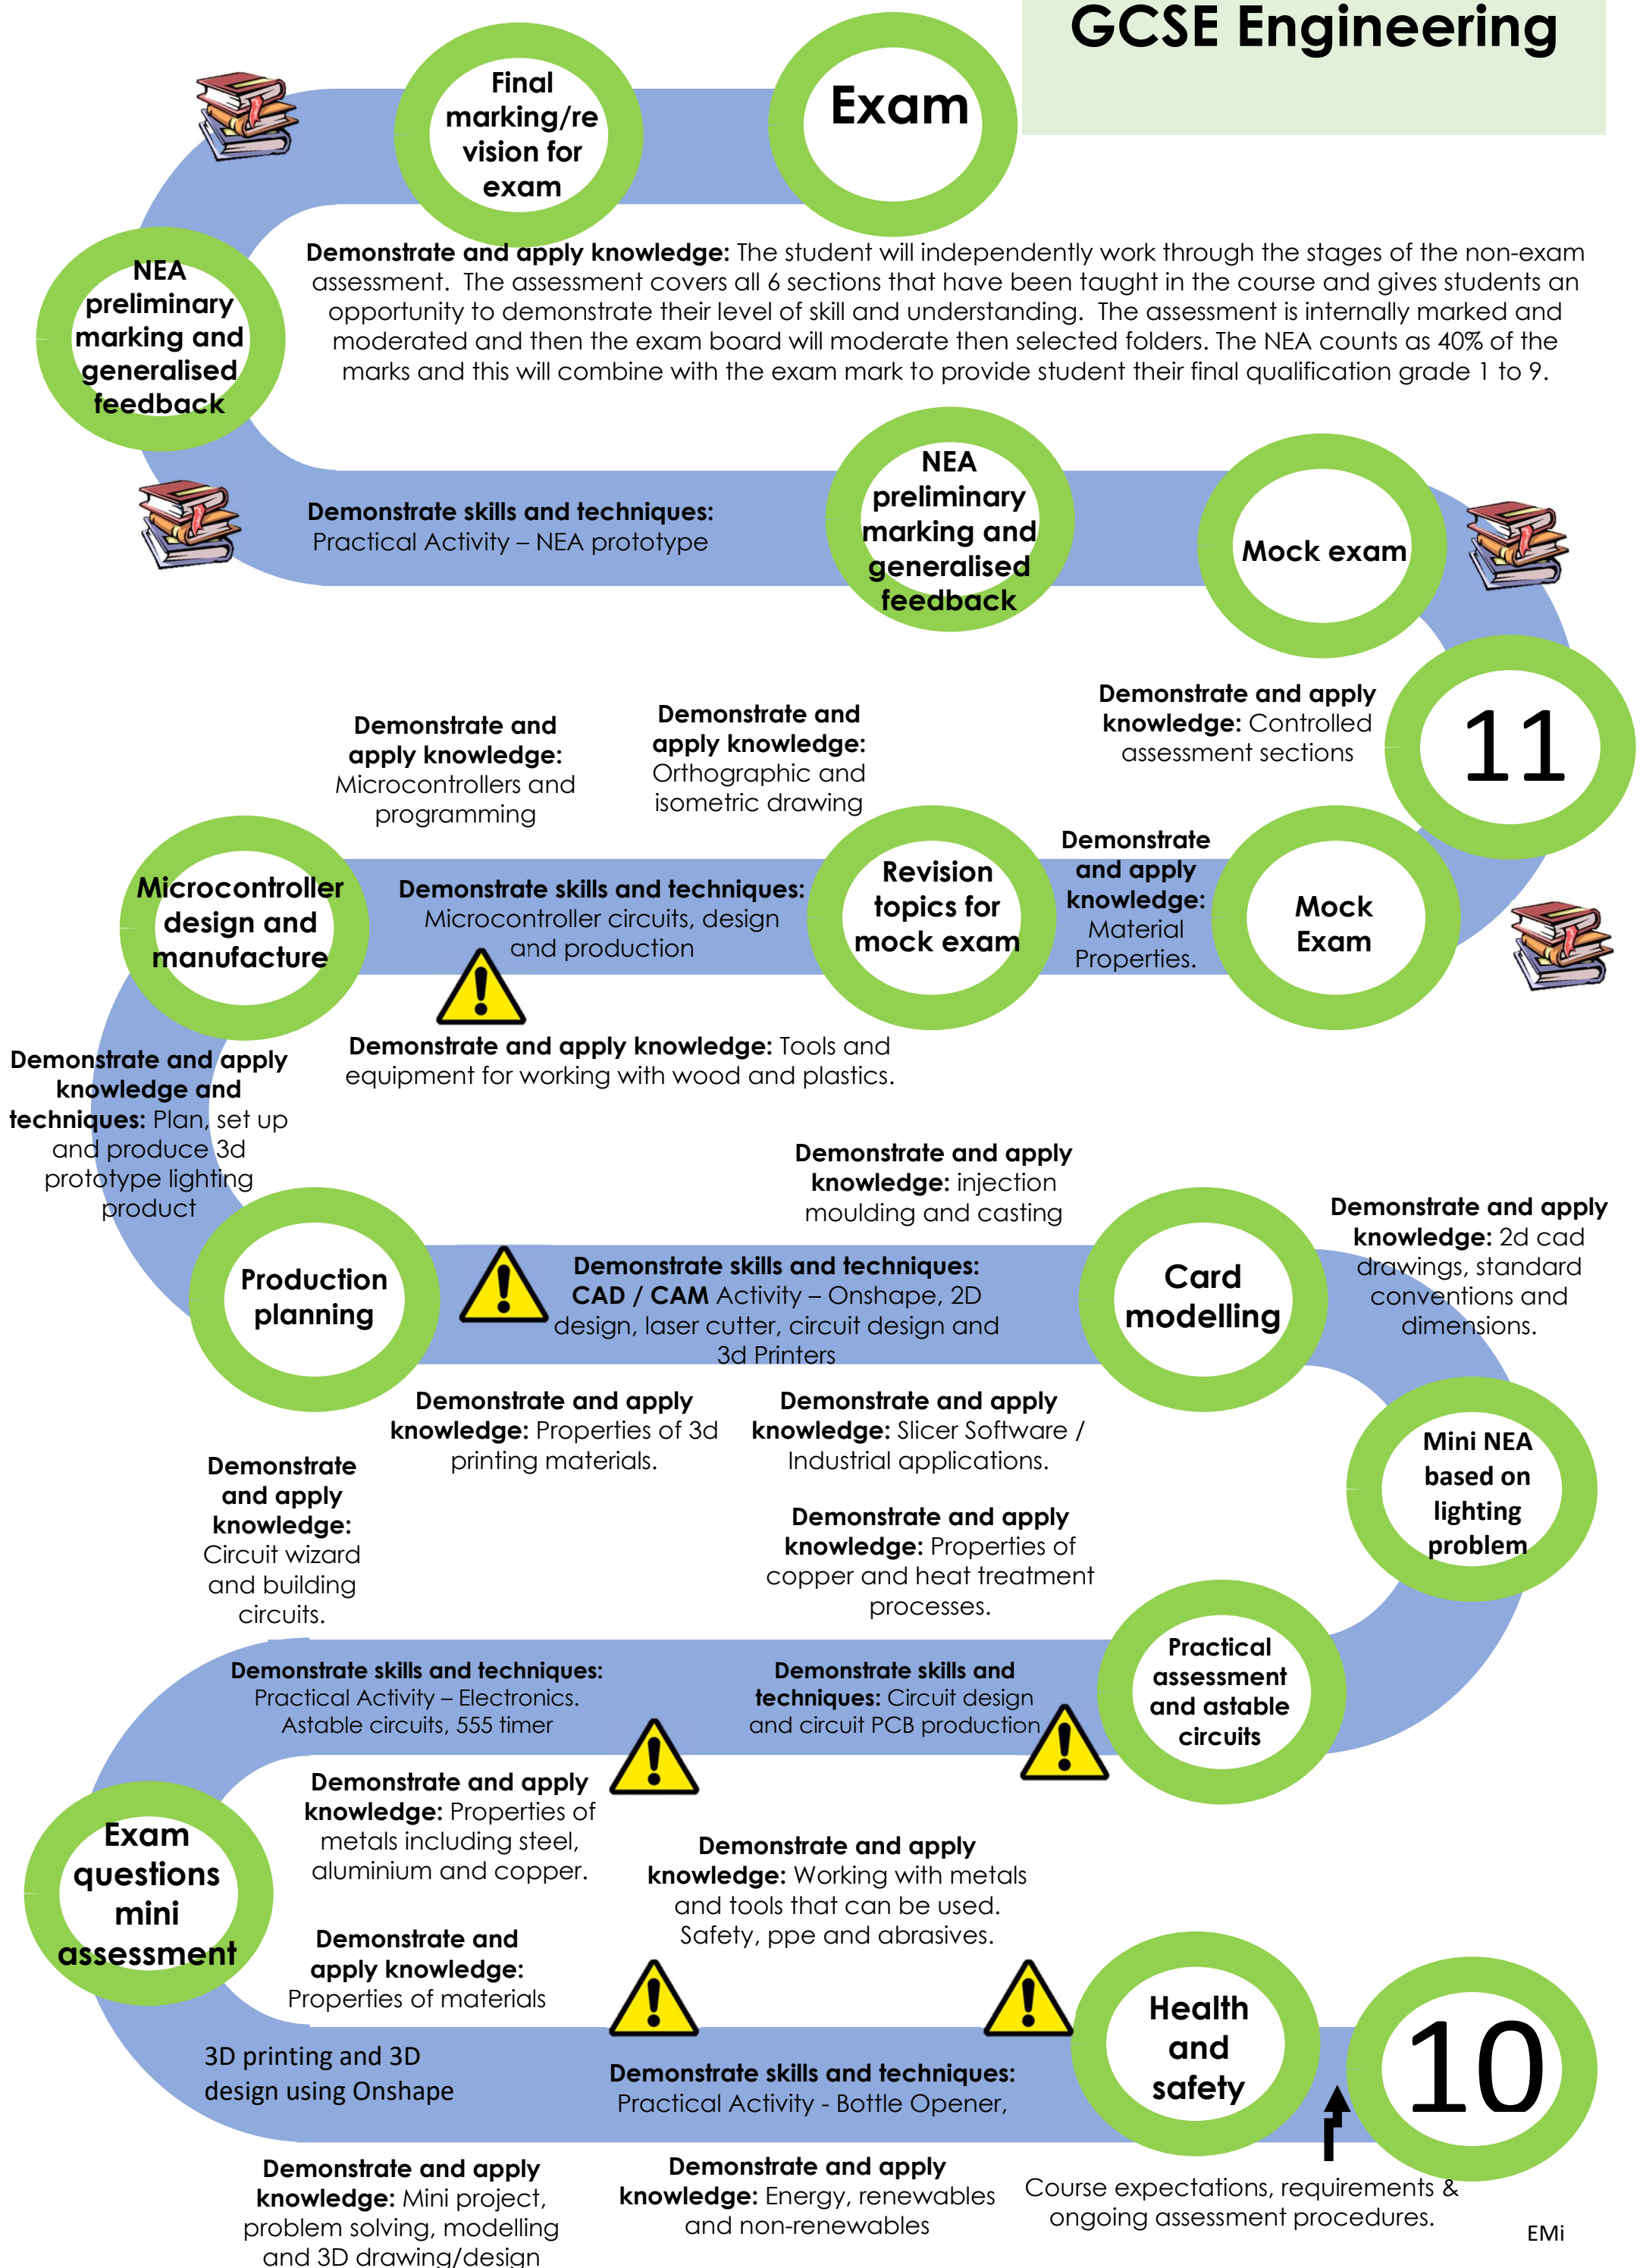 GCSE Engineering
Final
marking/re
vision for
exam
Exam
NEA
preliminary
marking and
generalised
feedback
Demonstrate and apply knowledge: The student will independently work through the stages of the non-exam
assessment. The assessment covers all 6 sections that have been taught in the course and gives students an
opportunity to demonstrate their level of skill and understanding. The assessment is internally marked and
moderated and then the exam board will moderate then selected folders. The NEA counts as 40% of the
marks and this will combine with the exam mark to provide student their final qualification grade 1 to 9.
Demonstrate skills and techniques:
Practical Activity – NEA prototype
NEA
preliminary
marking and
generalised
feedback
Mock exam
11
Demonstrate and apply
knowledge: Controlled
assessment sections
Demonstrate and
apply knowledge:
Microcontrollers and
programming
Demonstrate and
apply knowledge:
Orthographic and
isometric drawing
Microcontroller
design and
manufacture
Demonstrate skills and techniques:
Microcontroller circuits, design
and production
Revision
topics for
mock exam
Demonstrate
and apply
knowledge:
Material
Properties.
Mock
Exam
Demonstrate and apply
knowledge and
techniques: Plan, set up
and produce 3d
prototype lighting
product
Demonstrate and apply knowledge: Tools and
equipment for working with wood and plastics.
Demonstrate and apply
knowledge: injection
moulding and casting
Production
planning
Demonstrate skills and techniques:
CAD / CAM Activity – Onshape, 2D
design, laser cutter, circuit design and
3d Printers
Card
modelling
Demonstrate and apply
knowledge: 2d cad
drawings, standard
conventions and
dimensions.
Demonstrate and apply
knowledge: Properties of 3d
printing materials.
Demonstrate and apply
knowledge: Slicer Software /
Industrial applications.
Mini NEA
based on
lighting
problem
Demonstrate
and apply
knowledge:
Circuit wizard
and building
circuits.
Demonstrate and apply
knowledge: Properties of
copper and heat treatment
processes.
Demonstrate skills and techniques:
Practical Activity – Electronics.
Astable circuits, 555 timer
Demonstrate skills and
techniques: Circuit design
and circuit PCB production
Practical
assessment
and astable
circuits
Exam
questions
mini
assessment
Demonstrate and apply
knowledge: Properties of
metals including steel,
aluminium and copper.
Demonstrate and apply
knowledge: Working with metals
and tools that can be used.
Safety, ppe and abrasives.
Demonstrate and
apply knowledge:
Properties of materials
3D printing and 3D
design using Onshape
Demonstrate skills and techniques:
Practical Activity - Bottle Opener,
Health
and
safety
10
Demonstrate and apply
knowledge: Mini project,
problem solving, modelling
and 3D drawing/design
Demonstrate and apply
knowledge: Energy, renewables
and non-renewables
Course expectations, requirements &
ongoing assessment procedures.
EMi